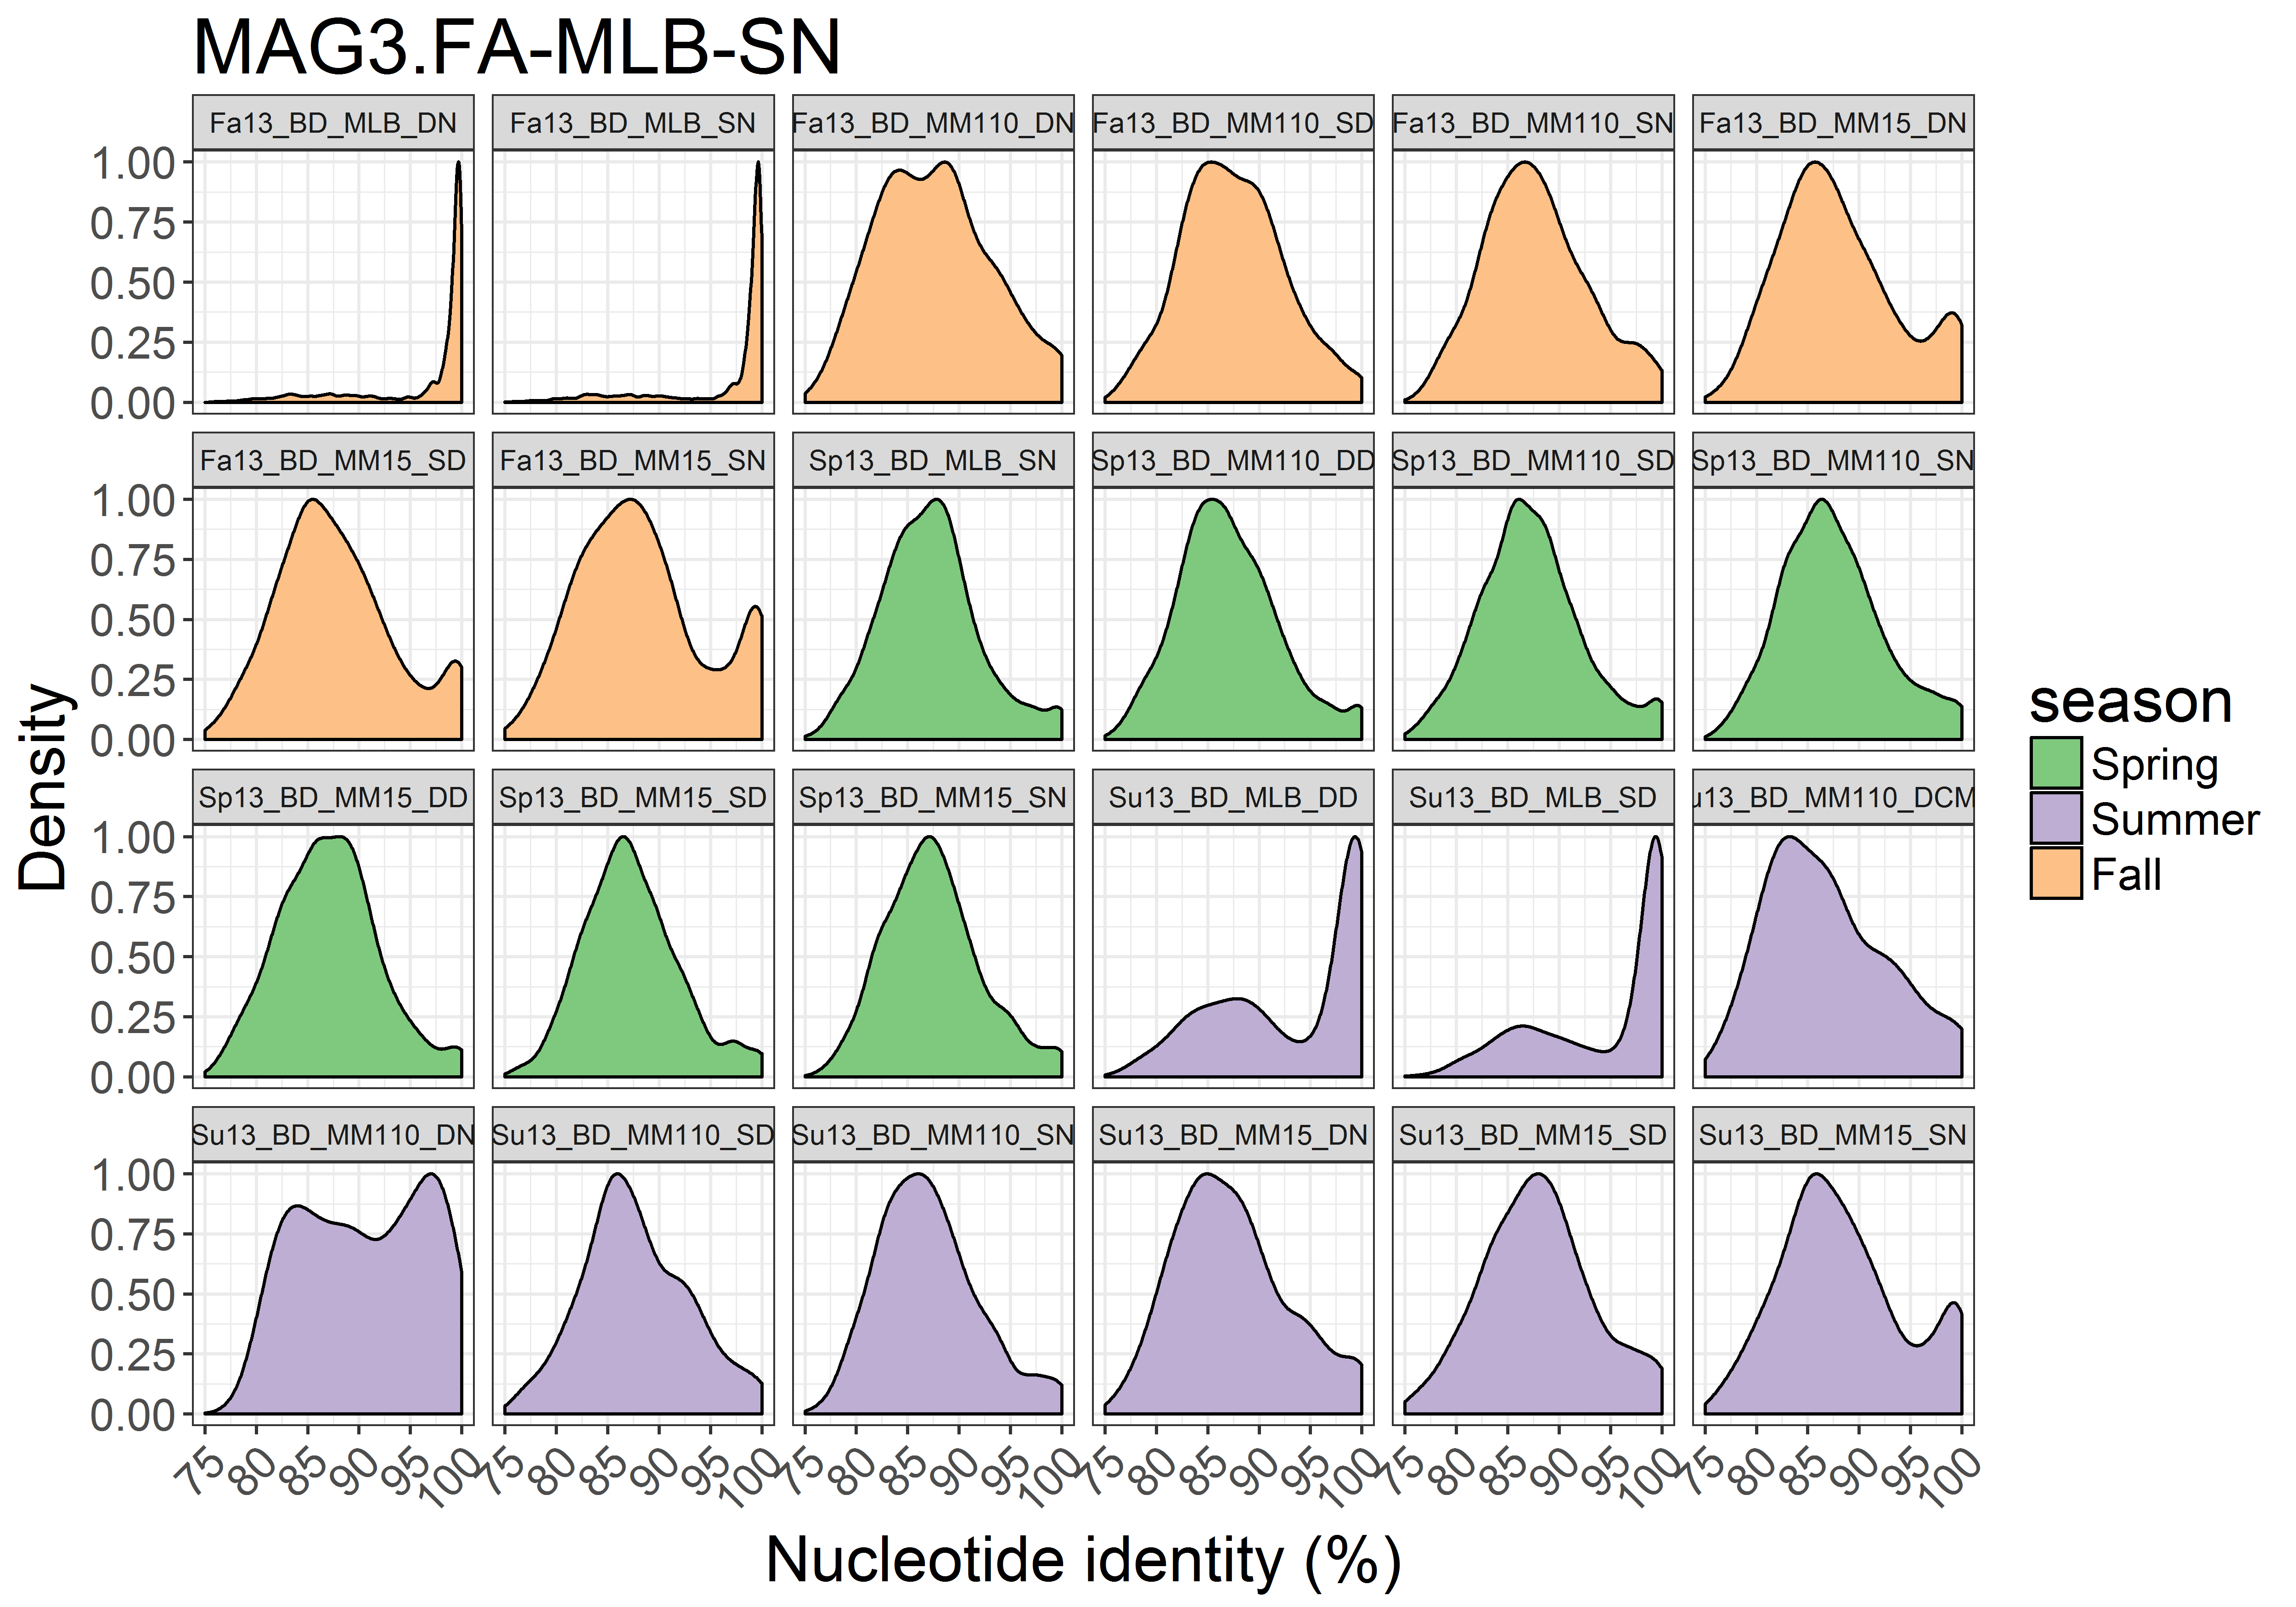 MAG3.FA-MLB-SN
Fa13_BD_MLB_DN Fa13_BD_MLB_SN Fa13_BD_MM110_DN Fa13_BD_MM110_SD Fa13_BD_MM110_SN Fa13_BD_MM15_DN
1.00
0.75
0.50
0.25
0.00
Fa13_BD_MM15_SD Fa13_BD_MM15_SN Sp13_BD_MLB_SN Sp13_BD_MM110_DD Sp13_BD_MM110_SD Sp13_BD_MM110_SN
1.00
0.75
0.50
0.25
0.00
Sp13_BD_MM15_DD Sp13_BD_MM15_SD Sp13_BD_MM15_SN Su13_BD_MLB_DD Su13_BD_MLB_SD u13_BD_MM110_DCM
1.00
0.75
0.50
0.25
0.00
Su13_BD_MM110_DN Su13_BD_MM110_SD Su13_BD_MM110_SN Su13_BD_MM15_DN Su13_BD_MM15_SD Su13_BD_MM15_SN
1.00
0.75
0.50
0.25
0.00
75 80 85 90 95 100 75 80 85 90 95 100 75 80 85 90 95 100 75 80 85 90 95 100 75 80 85 90 95 100 75 80 85 90 95 100
Nucleotide identity (%)
Density
season
Spring
Summer
Fall